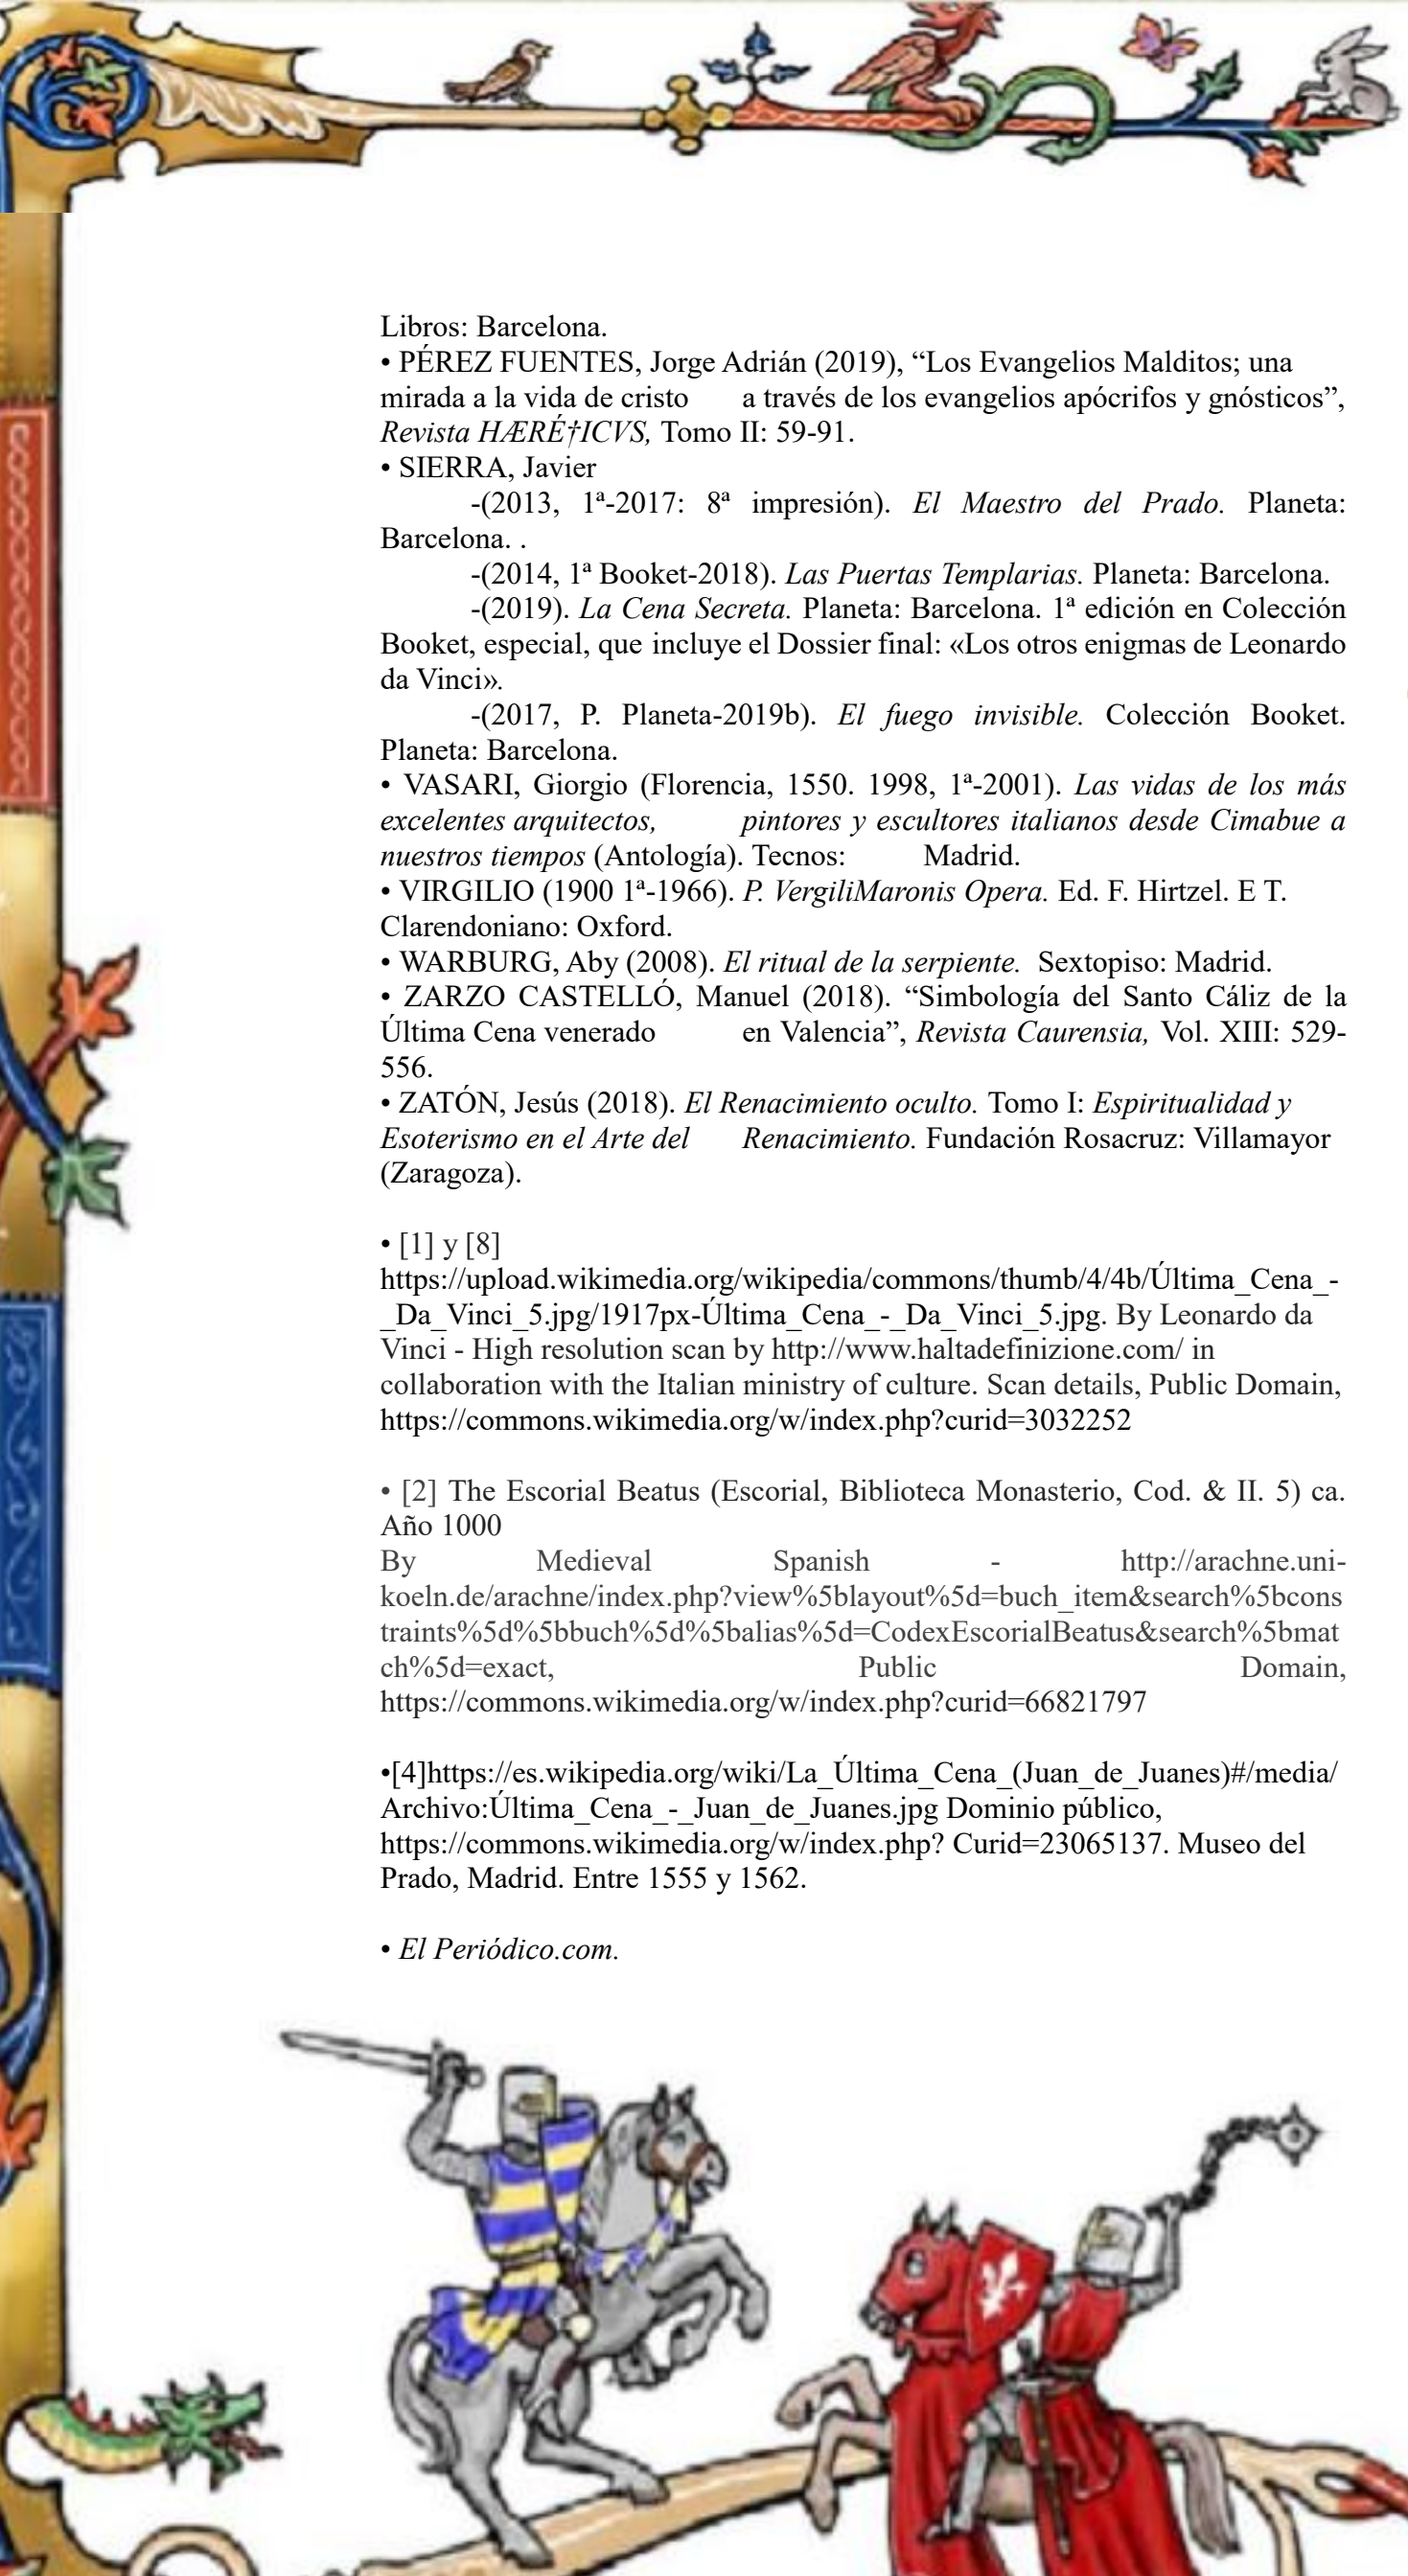 Libros: Barcelona.
• PÉREZ FUENTES, Jorge Adrián (2019), “Los Evangelios Malditos; una
mirada a la vida de cristo a través de los evangelios apócrifos y gnósticos”,
Revista HÆRÉ†ICVS, Tomo II: 59-91.
• SIERRA, Javier
-(2013, 1ª-2017: 8ª impresión). El Maestro del Prado. Planeta:
Barcelona. .
-(2014, 1ª Booket-2018). Las Puertas Templarias. Planeta: Barcelona.
-(2019). La Cena Secreta. Planeta: Barcelona. 1ª edición en Colección
Booket, especial, que incluye el Dossier final: «Los otros enigmas de Leonardo
da Vinci».
-(2017, P. Planeta-2019b). El fuego invisible. Colección Booket.
Planeta: Barcelona.
• VASARI, Giorgio (Florencia, 1550. 1998, 1ª-2001). Las vidas de los más
excelentes arquitectos, pintores y escultores italianos desde Cimabue a
nuestros tiempos (Antología). Tecnos: Madrid.
• VIRGILIO (1900 1ª-1966). P. VergiliMaronis Opera. Ed. F. Hirtzel. E T.
Clarendoniano: Oxford.
• WARBURG, Aby (2008). El ritual de la serpiente. Sextopiso: Madrid.
• ZARZO CASTELLÓ, Manuel (2018). “Simbología del Santo Cáliz de la
Última Cena venerado en Valencia”, Revista Caurensia, Vol. XIII: 529-
556.
• ZATÓN, Jesús (2018). El Renacimiento oculto. Tomo I: Espiritualidad y
Esoterismo en el Arte del Renacimiento. Fundación Rosacruz: Villamayor
(Zaragoza).
• [1] y [8]
https://upload.wikimedia.org/wikipedia/commons/thumb/4/4b/Última_Cena_-
_Da_Vinci_5.jpg/1917px-Última_Cena_-_Da_Vinci_5.jpg. By Leonardo da
Vinci - High resolution scan by http://www.haltadefinizione.com/ in
collaboration with the Italian ministry of culture. Scan details, Public Domain,
https://commons.wikimedia.org/w/index.php?curid=3032252
• [2] The Escorial Beatus (Escorial, Biblioteca Monasterio, Cod. & II. 5) ca.
Año 1000
By Medieval Spanish - http://arachne.uni-
koeln.de/arachne/index.php?view%5blayout%5d=buch_item&search%5bcons
traints%5d%5bbuch%5d%5balias%5d=CodexEscorialBeatus&search%5bmat
ch%5d=exact, Public Domain,
https://commons.wikimedia.org/w/index.php?curid=66821797
•[4]https://es.wikipedia.org/wiki/La_Última_Cena_(Juan_de_Juanes)#/media/
Archivo:Última_Cena_-_Juan_de_Juanes.jpg Dominio público,
https://commons.wikimedia.org/w/index.php? Curid=23065137. Museo del
Prado, Madrid. Entre 1555 y 1562.
• El Periódico.com.